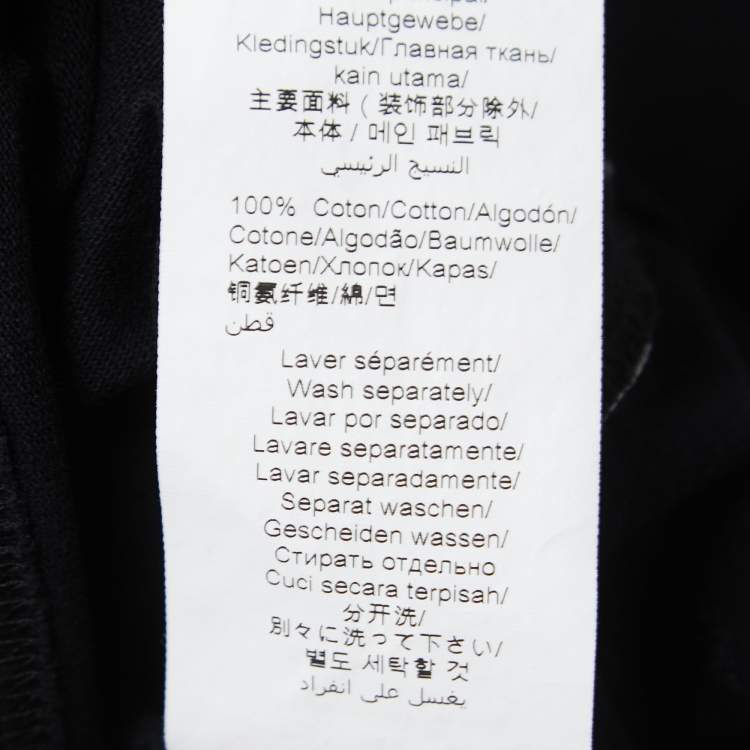 Hauptgewebe/
Kledingstuk/Главная ткань/
kain utama/
主要面料 ( 装饰部分除外/
本体 / 메인 패브릭
النسيج الرئيسي
100% Coton/Cotton/Algodón/
Cotone/Algodão/Baumwolle/
Katoen/Хлопок/Kapas/
铜氨纤维/綿/면
قطن
Laver séparément/
Wash separately/
Lavar por separado/
Lavare separatamente/
Lavar separadamente/
Separat waschen/
Gescheiden wassen/
Стирать отдельно
Cuci secara terpisah/
分开洗/
別々に洗って下さい/
별도 세탁할 것
يغسل على انفراد